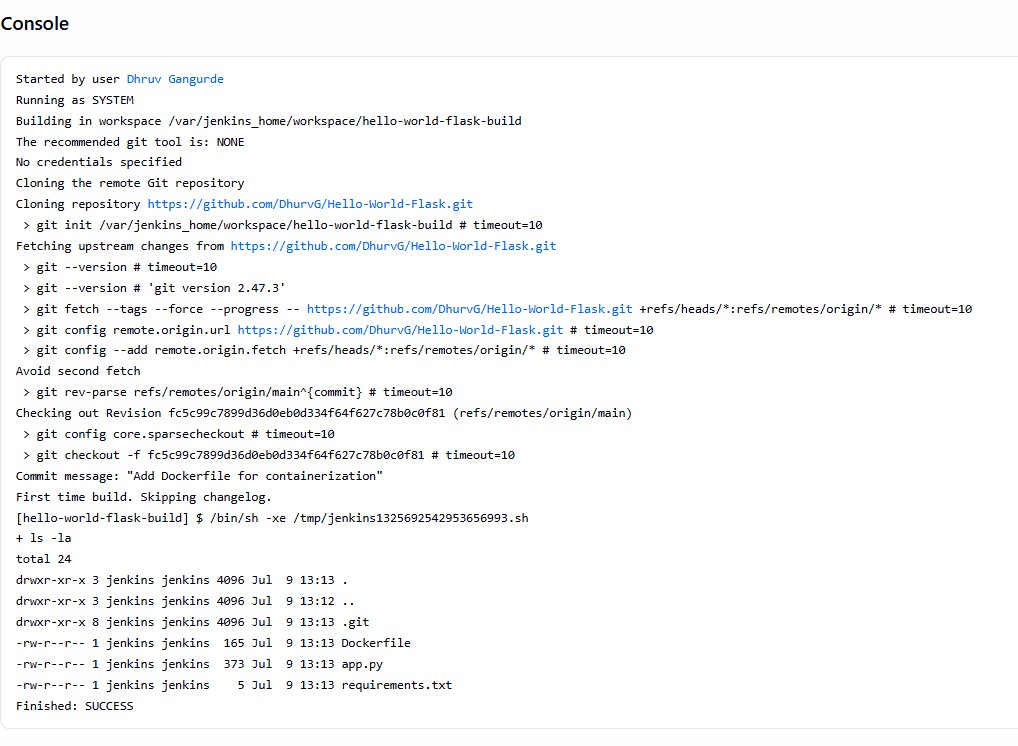 Console
Started by user Dhruv Gangurde
Running as SYSTEM
Building in workspace /var/jenkins_home/workspace/hello-world-flask-build
The recommended git tool is: NONE
No credentials specified
Cloning the remote Git repository
Cloning repository https://github.com/DhurvG/Hello-World-Flask.git
 > git init /var/jenkins_home/workspace/hello-world-flask-build # timeout=10
Fetching upstream changes from https://github.com/DhurvG/Hello-World-Flask.git
 > git --version # timeout=10
 > git --version # 'git version 2.47.3'
 > git fetch --tags --force --progress -- https://github.com/DhurvG/Hello-World-Flask.git +refs/heads/*:refs/remotes/origin/* # timeout=10
 > git config remote.origin.url https://github.com/DhurvG/Hello-World-Flask.git # timeout=10
 > git config --add remote.origin.fetch +refs/heads/*:refs/remotes/origin/* # timeout=10
Avoid second fetch
 > git rev-parse refs/remotes/origin/main^{commit} # timeout=10
Checking out Revision fc5c99c7899d36d0eb0d334f64f627c78b0c0f81 (refs/remotes/origin/main)
 > git config core.sparsecheckout # timeout=10
 > git checkout -f fc5c99c7899d36d0eb0d334f64f627c78b0c0f81 # timeout=10
Commit message: "Add Dockerfile for containerization"
First time build. Skipping changelog.
[hello-world-flask-build] $ /bin/sh -xe /tmp/jenkins1325692542953656993.sh
+ ls -la
total 24
drwxr-xr-x 3 jenkins jenkins 4096 Jul  9 13:13 .
drwxr-xr-x 3 jenkins jenkins 4096 Jul  9 13:12 ..
drwxr-xr-x 8 jenkins jenkins 4096 Jul  9 13:13 .git
-rw-r--r-- 1 jenkins jenkins  165 Jul  9 13:13 Dockerfile
-rw-r--r-- 1 jenkins jenkins  373 Jul  9 13:13 app.py
-rw-r--r-- 1 jenkins jenkins    5 Jul  9 13:13 requirements.txt
Finished: SUCCESS